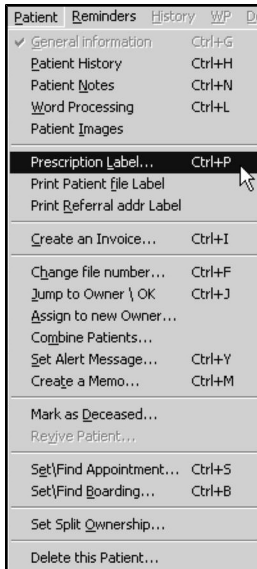 Patient Reminders History WP
✓ General information Ctrl+G
Patient History Ctrl+H
Patient Notes Ctrl+N
Word Processing Ctrl+L
Patient Images
Prescription Label... Ctrl+P
Print Patient file Label
Print Referral addr Label
Create an Invoice... Ctrl+I
Change file number... Ctrl+F
Jump to Owner \ OK Ctrl+J
Assign to new Owner...
Combine Patients...
Set Alert Message... Ctrl+Y
Create a Memo... Ctrl+M
Mark as Deceased...
Revive Patient...
Set\Find Appointment... Ctrl+S
Set\Find Boarding... Ctrl+B
Set Split Ownership...
Delete this Patient...